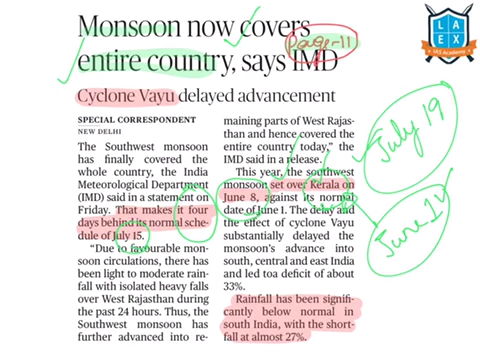 Monsoon now covers
entire country, says IMD
Page-11
LAEX
IAS Academy
Cyclone Vayu delayed advancement
SPECIAL CORRESPONDENT
NEW DELHI
The Southwest monsoon
has finally covered the
whole country, the India
Meteorological Department
(IMD) said in a statement on
Friday. That makes it four
days behind its normal sche-
dule of July 15.
“Due to favourable mon-
soon circulations, there has
been light to moderate rain-
fall with isolated heavy falls
over West Rajasthan during
the past 24 hours. Thus, the
Southwest monsoon has
further advanced into re-
maining parts of West Rajas-
than and hence covered the
entire country today,” the
IMD said in a release.
This year, the southwest
monsoon set over Kerala on
June 8, against its normal
date of June 1. The delay and
the effect of cyclone Vayu
substantially delayed the
monsoon’s advance into
south, central and east India
and led toa deficit of about
33%.
Rainfall has been signifi-
cantly below normal in
south India, with the short-
fall at almost 27%.
July 19